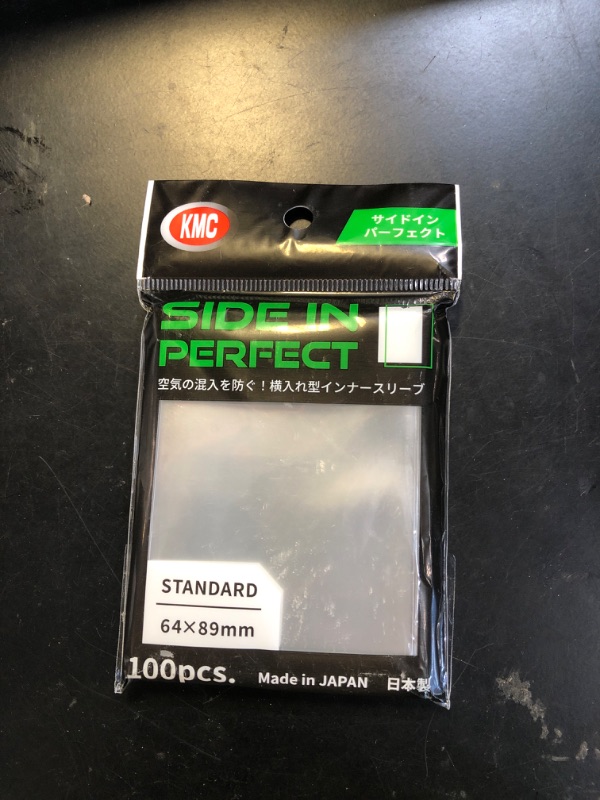 KMC
サイドイン
パーフェクト
SIDE IN
PERFECT
空気の混入を防ぐ！横入れ型インナースリーブ
STANDARD
64×89mm
100pcs. Made in JAPAN 日本製